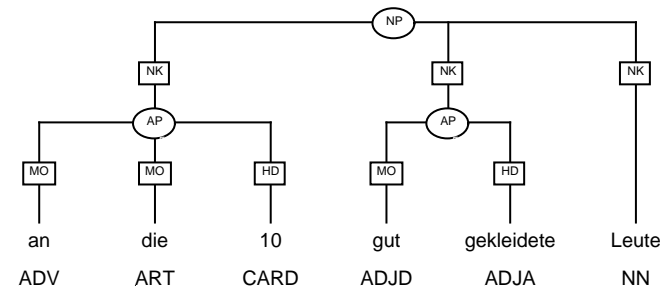 NP
NK NK NK
AP AP
MO MO HD MO HD
an die 10 gut gekleidete Leute
ADV ART CARD ADJD ADJA NN